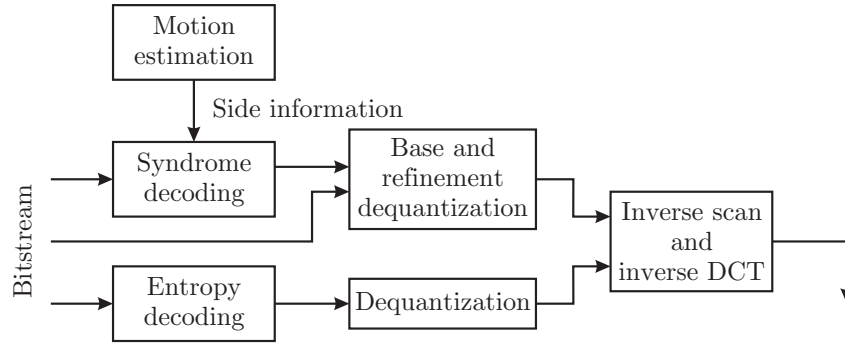 Motion
estimation
Side information
Syndrome
decoding
Base and
refinement
dequantization
Inverse scan
and
inverse DCT
Bitstream
Entropy
decoding
Dequantization